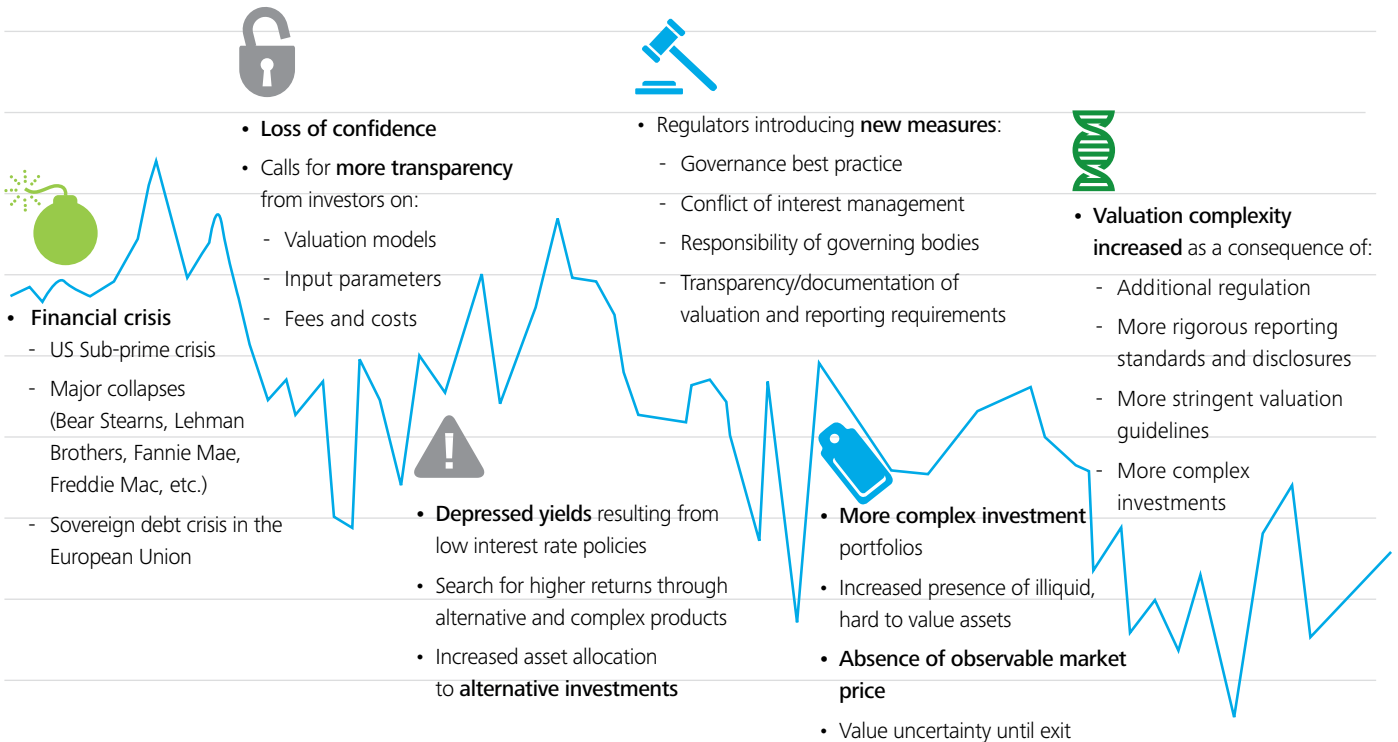 • Financial crisis
- US Sub-prime crisis
- Major collapses
(Bear Stearns, Lehman
Brothers, Fannie Mae,
Freddie Mac, etc.)
- Sovereign debt crisis in the
European Union
• Loss of confidence
• Calls for more transparency
from investors on:
- Valuation models
- Input parameters
- Fees and costs
• Depressed yields resulting from
low interest rate policies
• Search for higher returns through
alternative and complex products
• Increased asset allocation
to alternative investments
• Regulators introducing new measures:
- Governance best practice
- Conflict of interest management
- Responsibility of governing bodies
- Transparency/documentation of
valuation and reporting requirements
• More complex investment
portfolios
• Increased presence of illiquid,
hard to value assets
• Absence of observable market
price
• Value uncertainty until exit
• Valuation complexity
increased as a consequence of:
- Additional regulation
- More rigorous reporting
standards and disclosures
- More stringent valuation
guidelines
- More complex
investments